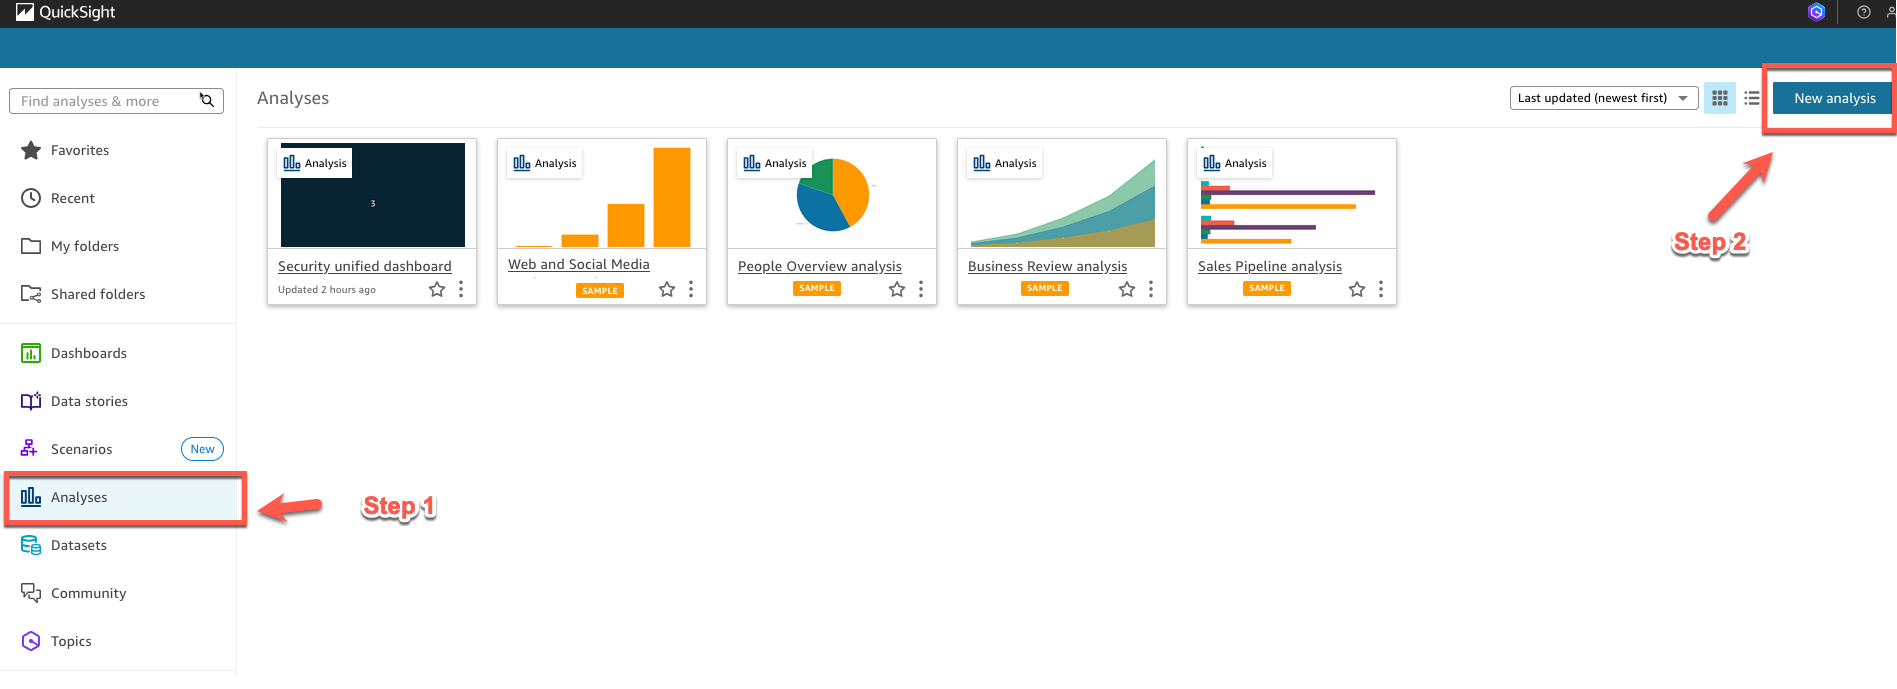 QuickSight
Find analyses & more
Favorites
Recent
My folders
Shared folders
Dashboards
Data stories
Scenarios New
Analyses
Datasets
Community
Topics
Step 1
Analyses
Last updated (newest first)
New analysis
Step 2
Analysis
3
Security unified dashboard
Updated 2 hours ago
Analysis
Web and Social Media
SAMPLE
Analysis
People Overview analysis
SAMPLE
Analysis
Business Review analysis
SAMPLE
Analysis
Sales Pipeline analysis
SAMPLE